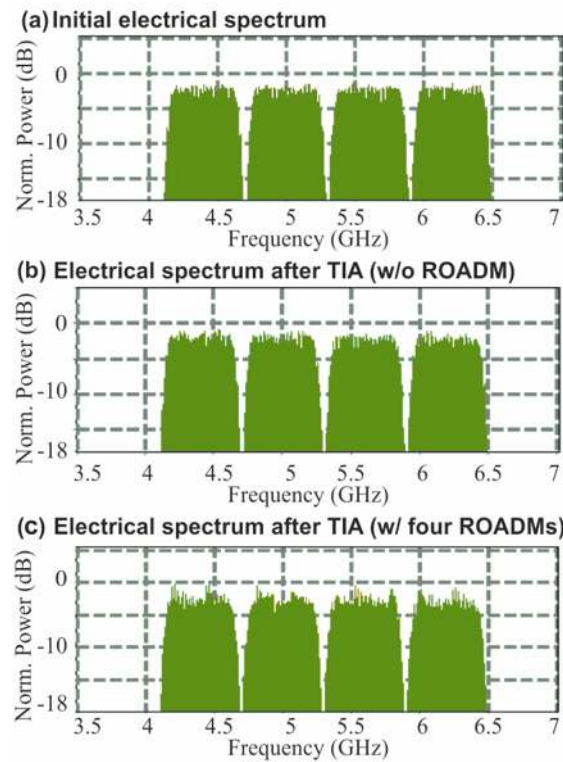 (a) Initial electrical spectrum
Norm. Power (dB)
0
-10
-18
3.5 4 4.5 5 5.5 6 6.5 7
Frequency (GHz)
(b) Electrical spectrum after TIA (w/o ROADM)
Norm. Power (dB)
0
-10
-18
3.5 4 4.5 5 5.5 6 6.5 7
Frequency (GHz)
(c) Electrical spectrum after TIA (w/ four ROADMs)
Norm. Power (dB)
0
-10
-18
3.5 4 4.5 5 5.5 6 6.5 7
Frequency (GHz)